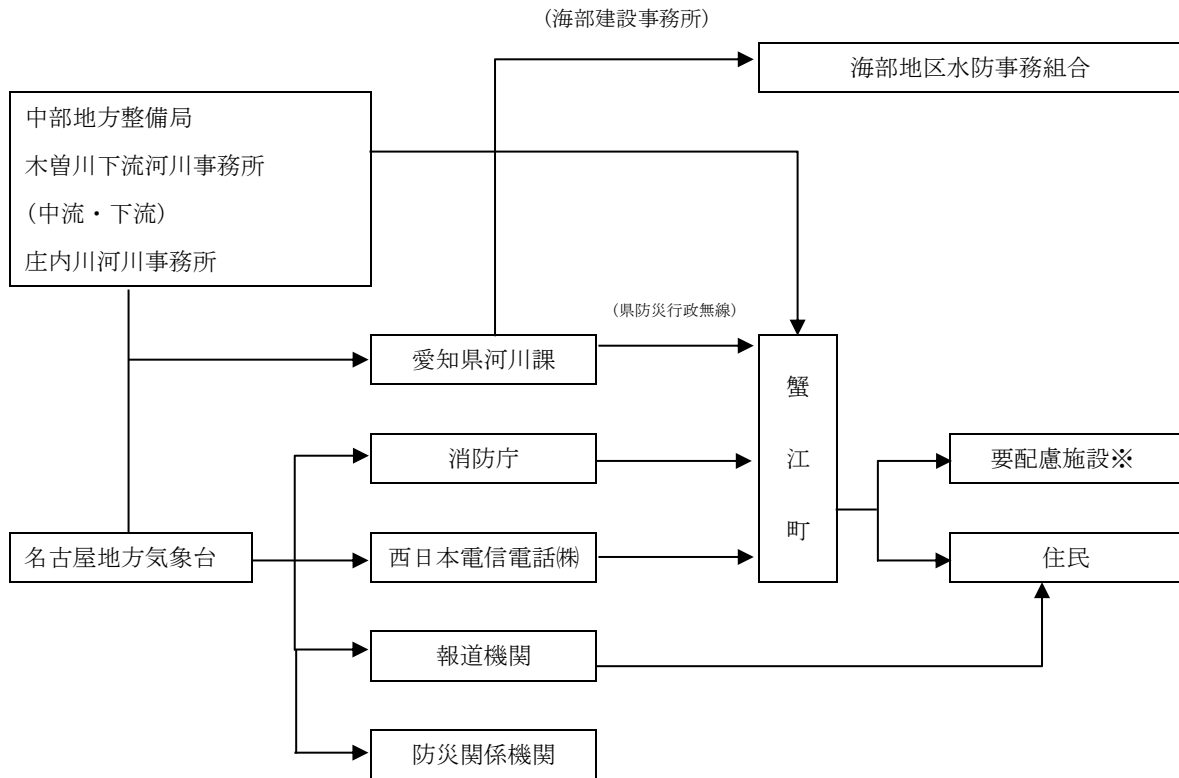 (海部建設事務所)
海部地区水防事務組合
中部地方整備局
木曽川下流河川事務所
(中流・下流)
庄内川河川事務所
(県防災行政無線)
愛知県河川課
蟹江町
消防庁
要配慮施設※
名古屋地方気象台
西日本電信電話㈱
住民
報道機関
防災関係機関